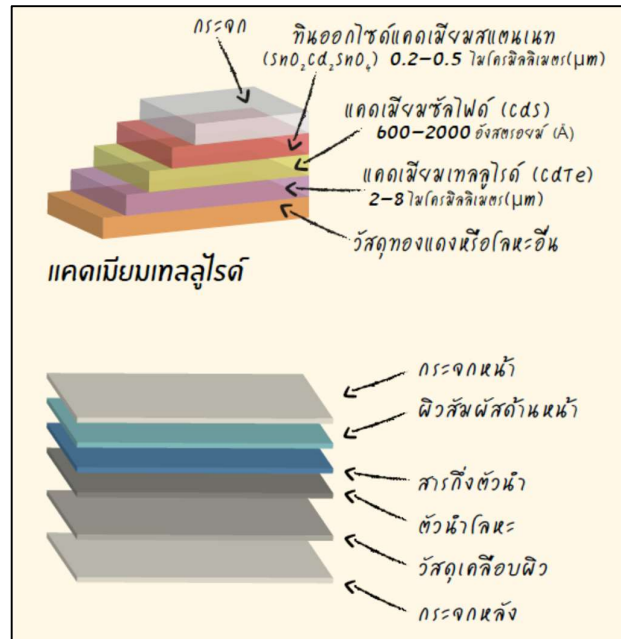 กระจก
ทินออกไซด์แคดเมียมสแตนเนท
(SnO₂Cd₂SnO₄) 0.2–0.5 ไมโครมิลลิเมตร(μm)
แคดเมียมซัลไฟด์ (CdS)
600–2000 อังสตรอยม์ (Å)
แคดเมียมเทลลูไรด์ (CdTe)
2–8 ไมโครมิลลิเมตร(μm)
วัสดุทองแดงหรือโลหะอื่น
แคดเมียมเทลลูไรด์
กระจกหน้า
ผิวสัมผัสด้านหน้า
สารกึ่งตัวนำ
ตัวนำโลหะ
วัสดุเคลือบผิว
กระจกหลัง